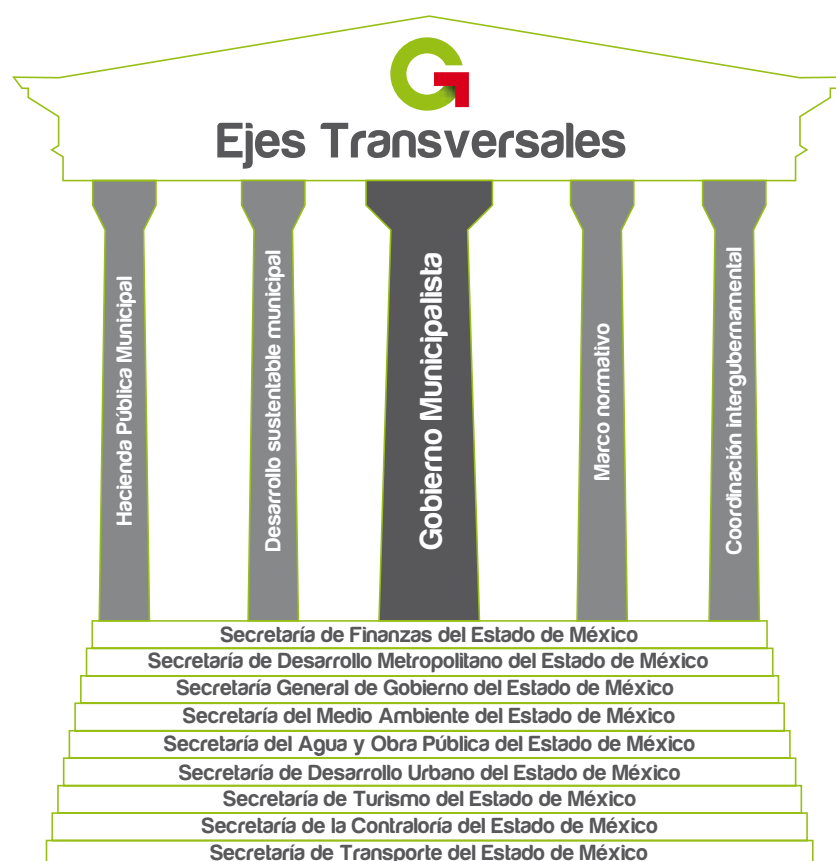 Ejes Transversales
Hacienda Pública Municipal
Desarrollo sustentable municipal
Gobierno Municipalista
Marco normativo
Coordinación intergubernamental
Secretaría de Finanzas del Estado de México
Secretaría de Desarrollo Metropolitano del Estado de México
Secretaría General de Gobierno del Estado de México
Secretaría del Medio Ambiente del Estado de México
Secretaría del Agua y Obra Pública del Estado de México
Secretaría de Desarrollo Urbano del Estado de México
Secretaría de Turismo del Estado de México
Secretaría de la Contraloría del Estado de México
Secretaría de Transporte del Estado de México